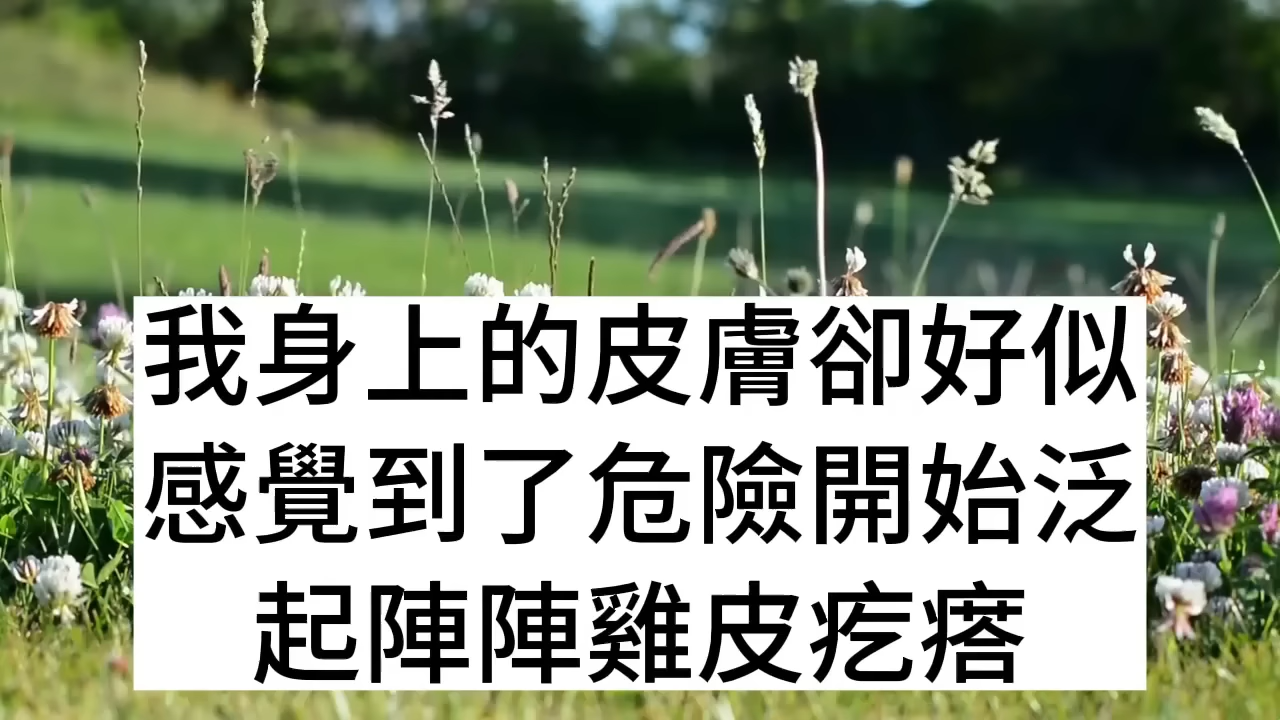 我身上的皮膚卻好似
感覺到了危險開始泛
起陣陣雞皮疙瘩